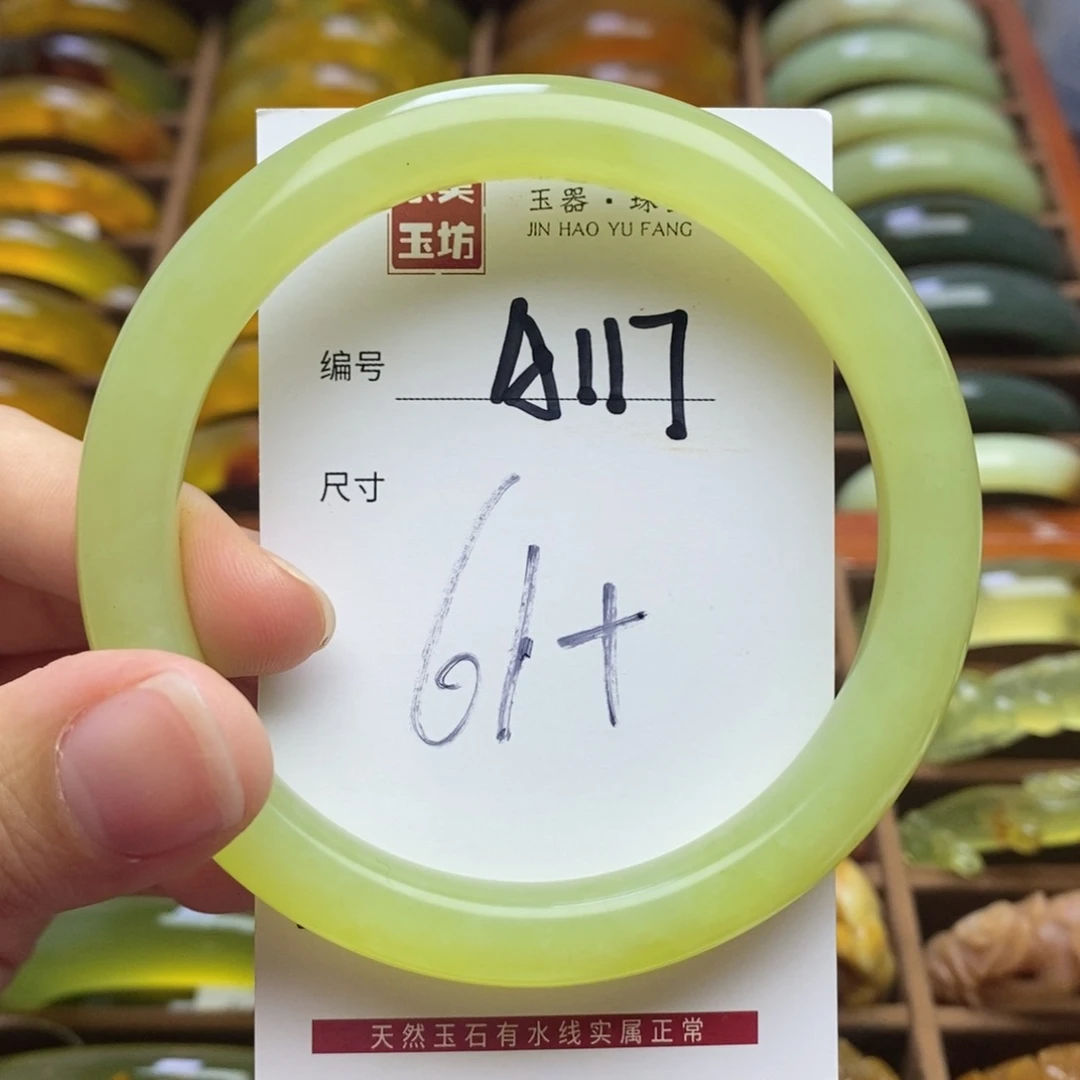 玉器·珠
玉坊
JIN HAO YU FANG
编号 A117
尺寸
61+
天然玉石有水线实属正常